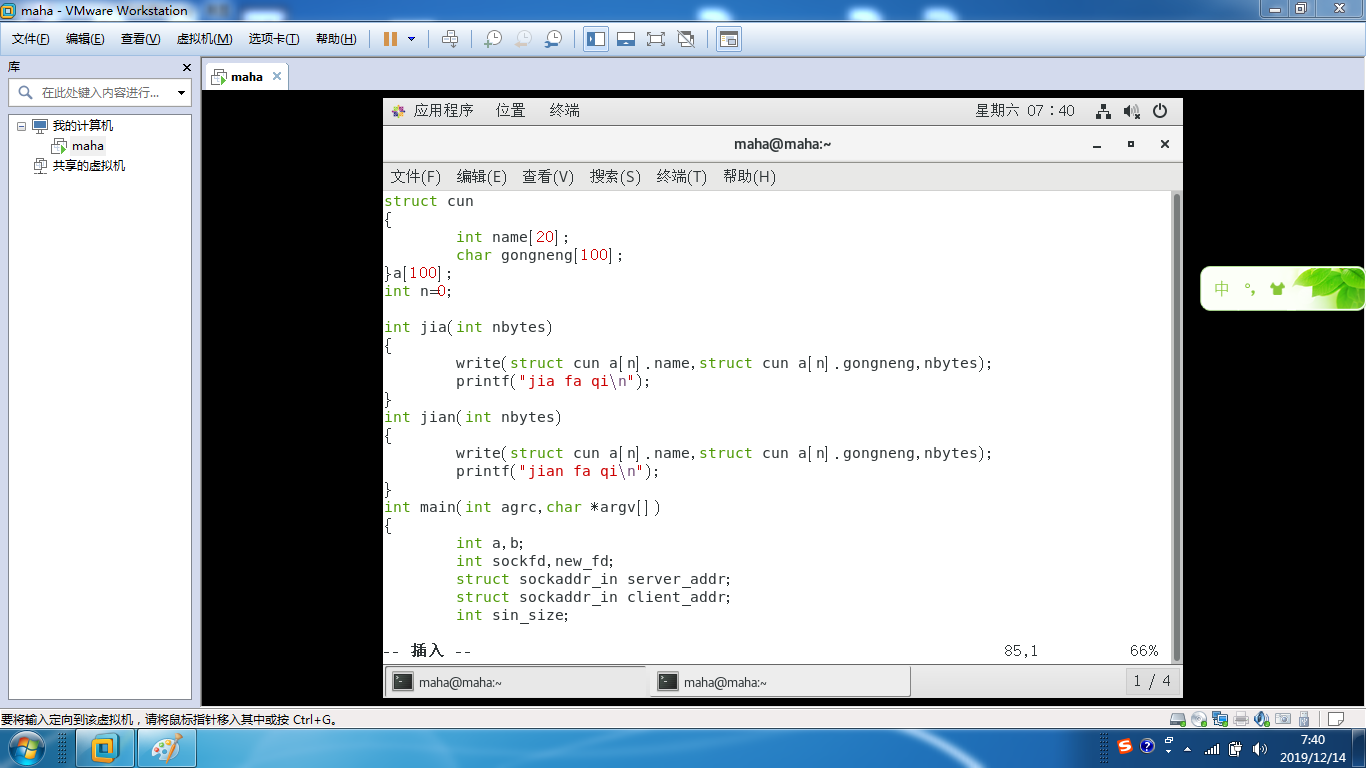 maha - VMware Workstation
文件(F) 编辑(E) 查看(V) 虚拟机(M) 选项卡(T) 帮助(H)
库
在此处键入内容进行...
我的计算机
maha
共享的虚拟机
maha
应用程序 位置 终端 星期六 07：40
maha@maha:~
文件(F) 编辑(E) 查看(V) 搜索(S) 终端(T) 帮助(H)
struct cun
{
        int name[20];
        char gongneng[100];
}a[100];
int n=0;
int jia(int nbytes)
{
        write(struct cun a[n].name,struct cun a[n].gongneng,nbytes);
        printf("jia fa qi\n");
}
int jian(int nbytes)
{
        write(struct cun a[n].name,struct cun a[n].gongneng,nbytes);
        printf("jian fa qi\n");
}
int main(int agrc,char *argv[])
{
        int a,b;
        int sockfd,new_fd;
        struct sockaddr_in server_addr;
        struct sockaddr_in client_addr;
        int sin_size;
-- 插入 -- 85,1 66%
maha@maha:~ maha@maha:~ 1 / 4
中 °,
要将输入定向到该虚拟机，请将鼠标指针移入其中或按 Ctrl+G。
7:40
2019/12/14